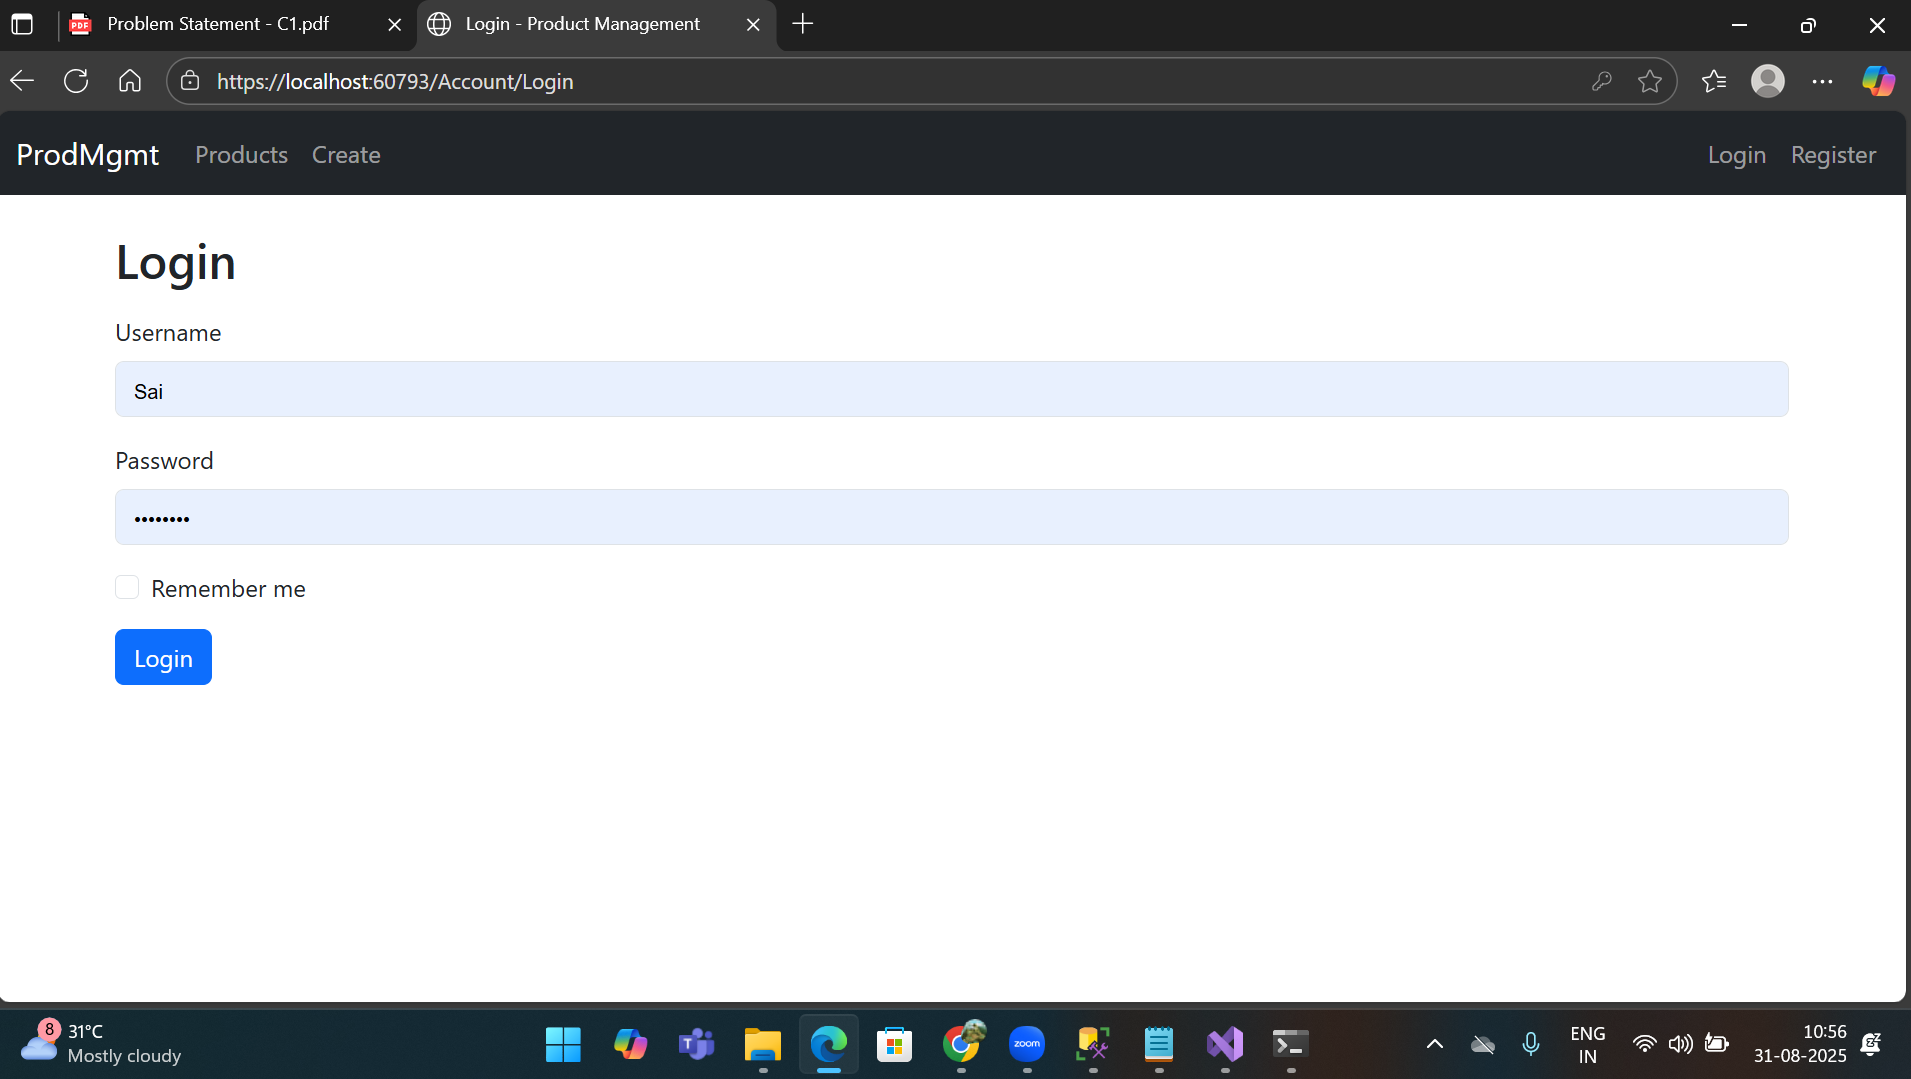 Problem Statement - C1.pdf
Login - Product Management
https://localhost:60793/Account/Login
ProdMgmt Products Create Login Register
Login
Username
Sai
Password
••••••••
Remember me
Login
8
31°C
Mostly cloudy
zoom
ENG
IN
10:56
31-08-2025